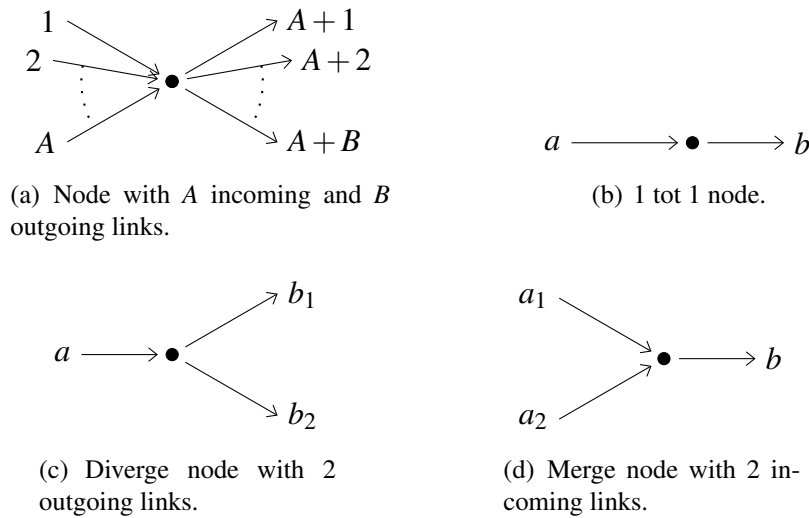 1
A + 1
2
A + 2
A
A + B
a
b
(a) Node with A incoming and B
outgoing links.
(b) 1 tot 1 node.
a
b1
b2
a1
a2
b
(c) Diverge node with 2
outgoing links.
(d) Merge node with 2 in-
coming links.